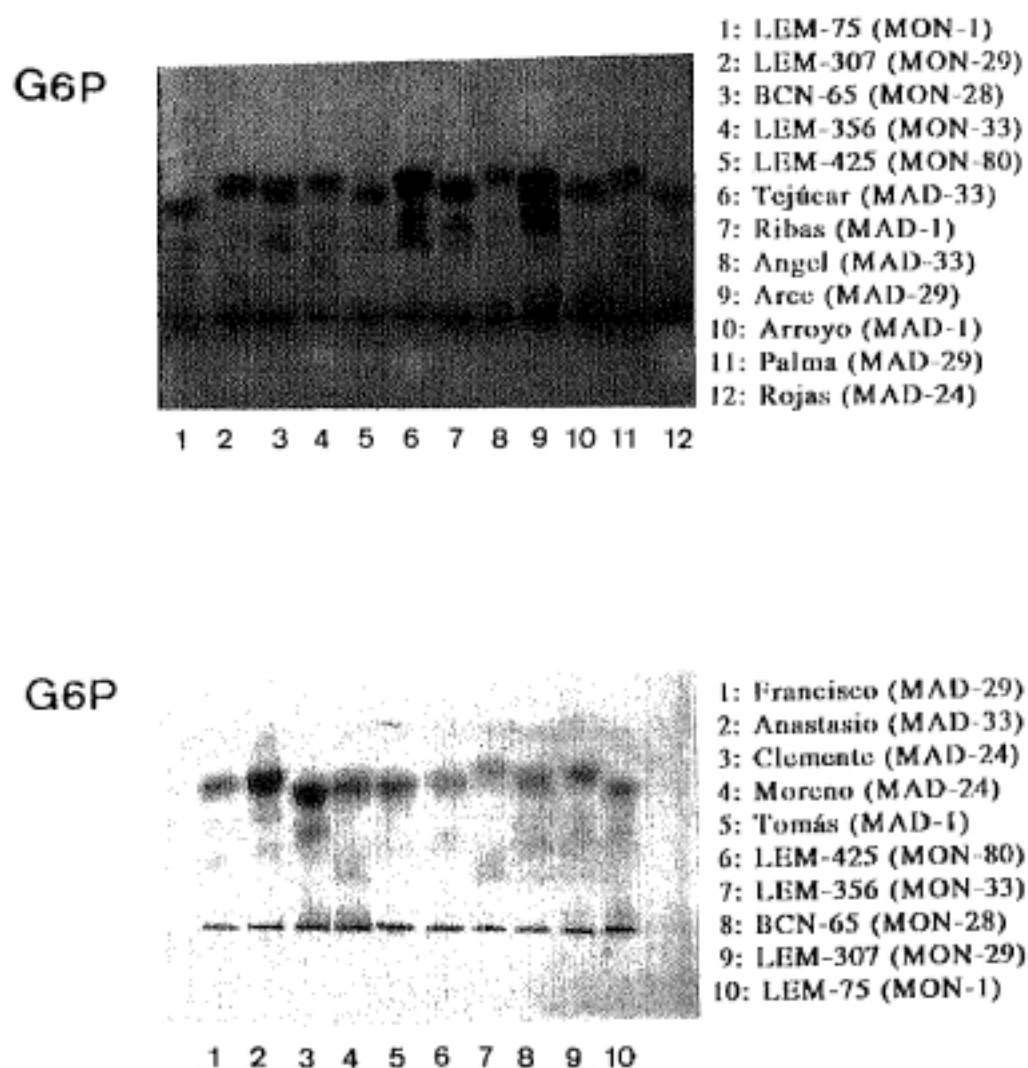 G6P
1: LEM-75 (MON-1)
2: LEM-307 (MON-29)
3: BCN-65 (MON-28)
4: LEM-356 (MON-33)
5: LEM-425 (MON-80)
6: Tejúcar (MAD-33)
7: Ribas (MAD-1)
8: Angel (MAD-33)
9: Arce (MAD-29)
10: Arroyo (MAD-1)
11: Palma (MAD-29)
12: Rojas (MAD-24)
1 2 3 4 5 6 7 8 9 10 11 12
G6P
1: Francisco (MAD-29)
2: Anastasio (MAD-33)
3: Clemente (MAD-24)
4: Moreno (MAD-24)
5: Tomás (MAD-1)
6: LEM-425 (MON-80)
7: LEM-356 (MON-33)
8: BCN-65 (MON-28)
9: LEM-307 (MON-29)
10: LEM-75 (MON-1)
1 2 3 4 5 6 7 8 9 10